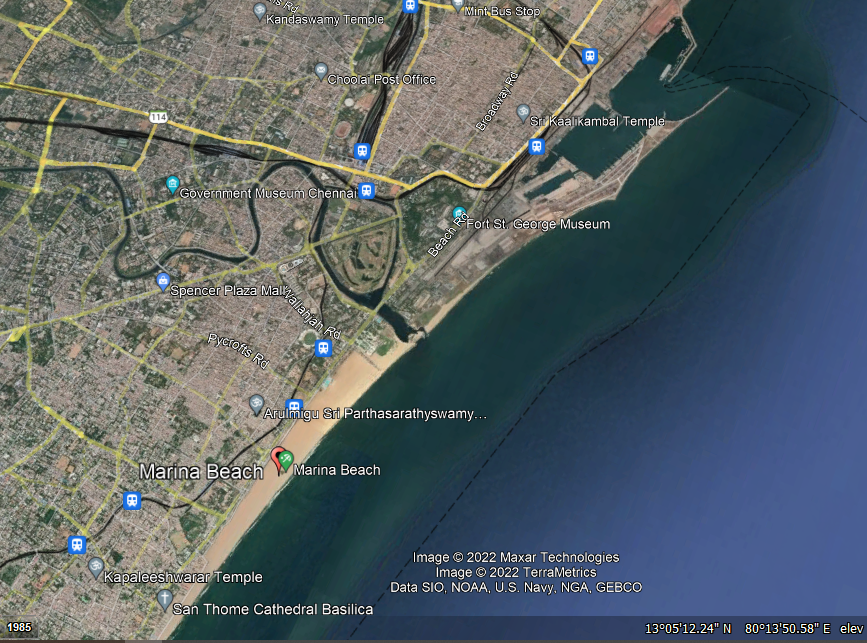 s Rd
Kandaswamy Temple
Mint Bus Stop
Choolai Post Office
Broadway Rd
114
Sri Kaalikambal Temple
Government Museum Chennai
Fort St. George Museum
Beach Rd
Spencer Plaza Mall
Wallahjah Rd
Pycrofts Rd
Arulmigu Sri Parthasarathyswamy...
Marina Beach
Marina Beach
Image © 2022 Maxar Technologies
Image © 2022 TerraMetrics
Data SIO, NOAA, U.S. Navy, NGA, GEBCO
Kapaleeshwarar Temple
San Thome Cathedral Basilica
1985
13°05'12.24" N 80°13'50.58" E elev